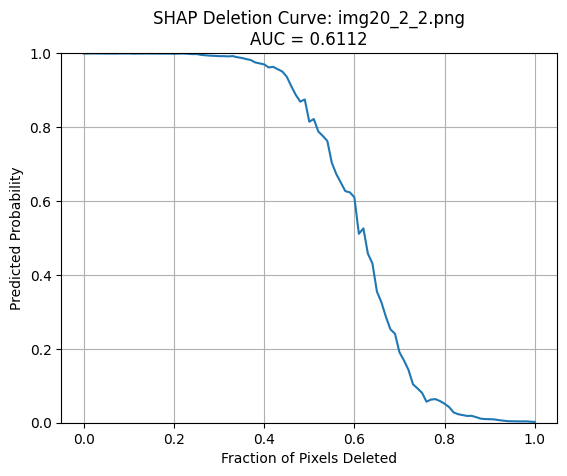 SHAP Deletion Curve: img20_2_2.png
AUC = 0.6112
1.0
0.8
0.6
0.4
0.2
0.0
Predicted Probability
0.0 0.2 0.4 0.6 0.8 1.0
Fraction of Pixels Deleted